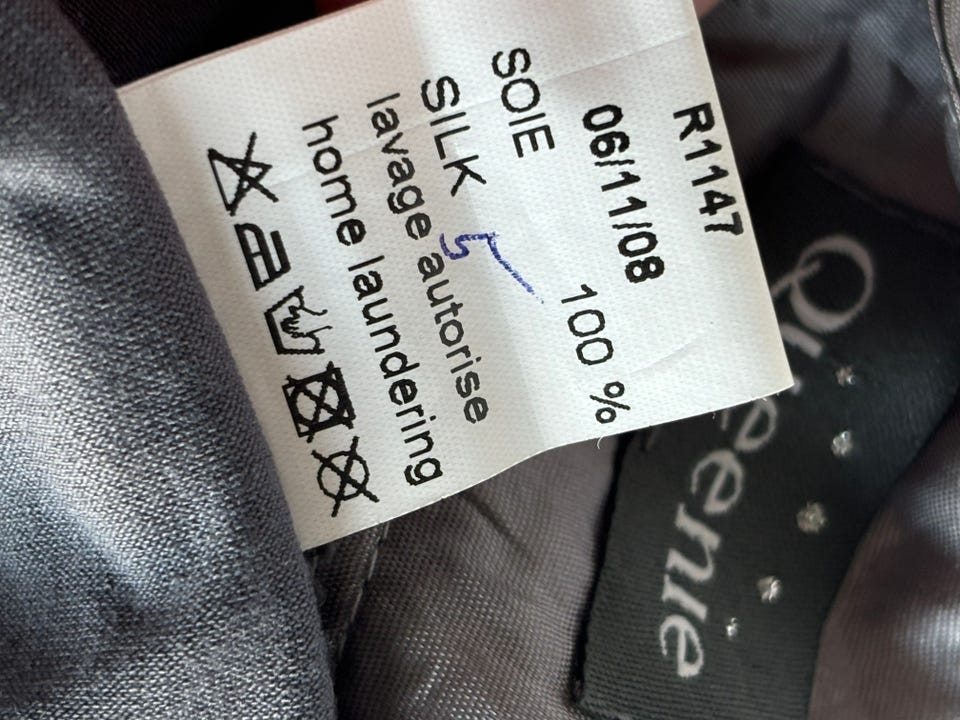 R1147
06/11/08
SOIE 100 %
SILK
lavage autorise
home laundering
Queenie